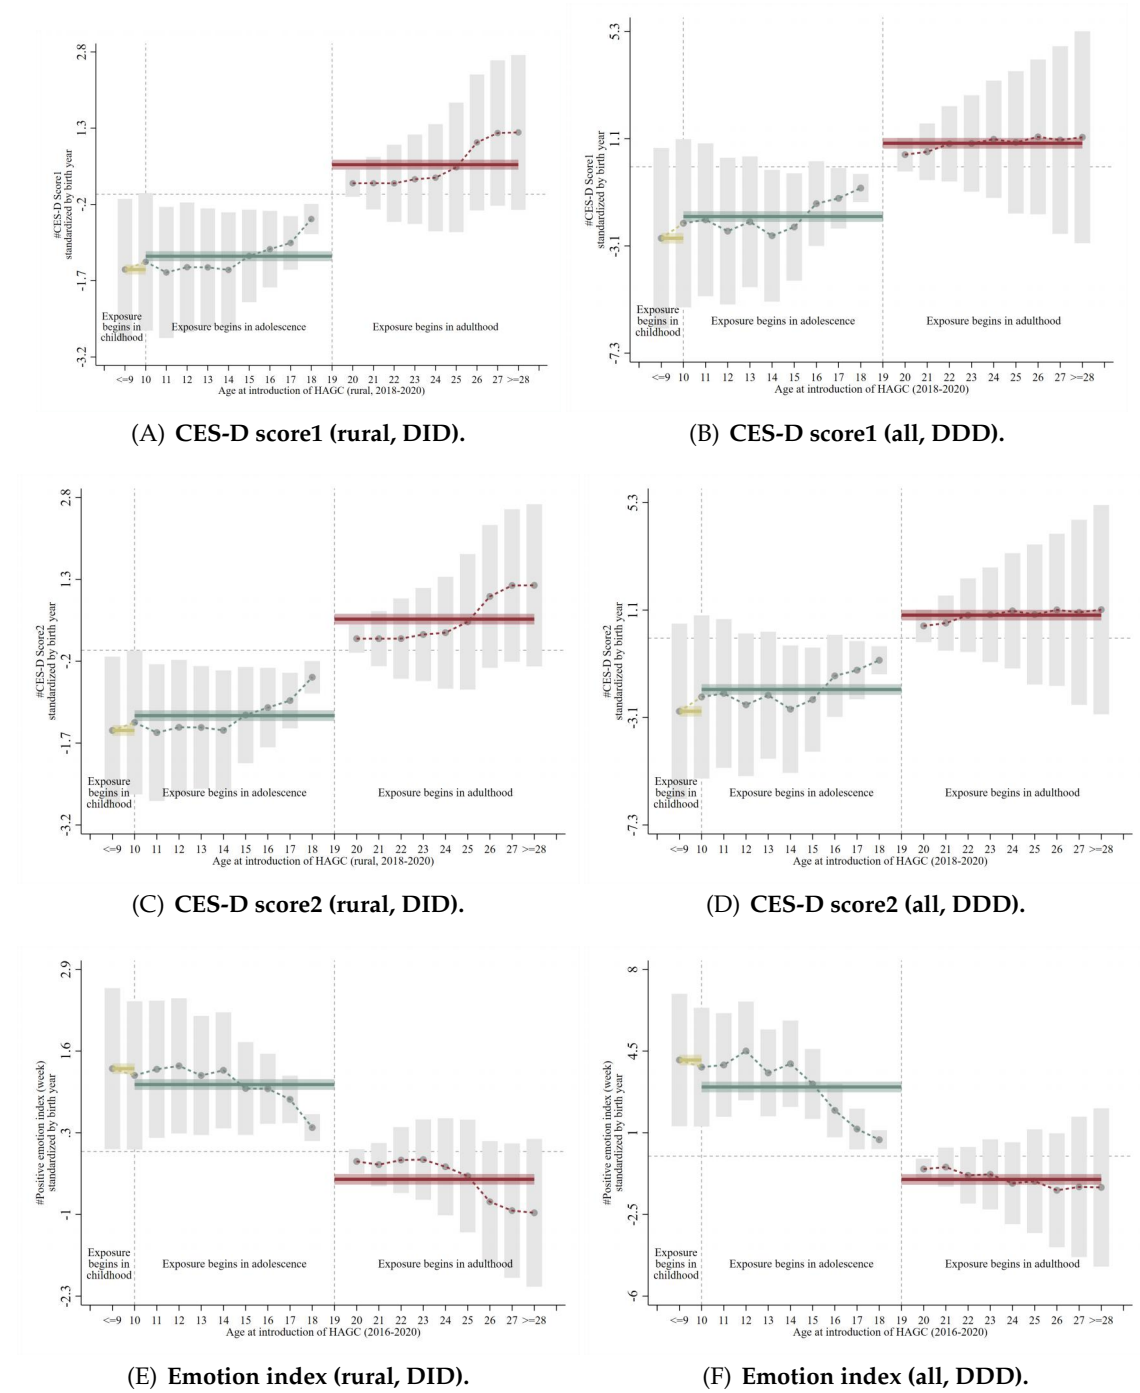 2.8
1.3
-.2
-1.7
-3.2
#CES-D Score1
standardized by birth year
Exposure
begins in
childhood
Exposure begins in adolescence
Exposure begins in adulthood
<=9 10 11 12 13 14 15 16 17 18 19 20 21 22 23 24 25 26 27 >=28
Age at introduction of HAGC (rural, 2018-2020)
(A) CES-D score1 (rural, DID).
5.3
1.1
-3.1
-7.3
#CES-D Score1
standardized by birth year
Exposure
begins in
childhood
Exposure begins in adolescence
Exposure begins in adulthood
<=9 10 11 12 13 14 15 16 17 18 19 20 21 22 23 24 25 26 27 >=28
Age at introduction of HAGC (2018-2020)
(B) CES-D score1 (all, DDD).
2.8
1.3
-.2
-1.7
-3.2
#CES-D Score2
standardized by birth year
Exposure
begins in
childhood
Exposure begins in adolescence
Exposure begins in adulthood
<=9 10 11 12 13 14 15 16 17 18 19 20 21 22 23 24 25 26 27 >=28
Age at introduction of HAGC (rural, 2018-2020)
(C) CES-D score2 (rural, DID).
5.3
1.1
-3.1
-7.3
#CES-D Score2
standardized by birth year
Exposure
begins in
childhood
Exposure begins in adolescence
Exposure begins in adulthood
<=9 10 11 12 13 14 15 16 17 18 19 20 21 22 23 24 25 26 27 >=28
Age at introduction of HAGC (2018-2020)
(D) CES-D score2 (all, DDD).
2.9
1.6
.3
-1
-2.3
#Positive emotion index (week)
standardized by birth year
Exposure
begins in
childhood
Exposure begins in adolescence
Exposure begins in adulthood
<=9 10 11 12 13 14 15 16 17 18 19 20 21 22 23 24 25 26 27 >=28
Age at introduction of HAGC (2016-2020)
(E) Emotion index (rural, DID).
8
4.5
1
-2.5
-6
#Positive emotion index (week)
standardized by birth year
Exposure
begins in
childhood
Exposure begins in adolescence
Exposure begins in adulthood
<=9 10 11 12 13 14 15 16 17 18 19 20 21 22 23 24 25 26 27 >=28
Age at introduction of HAGC (2016-2020)
(F) Emotion index (all, DDD).